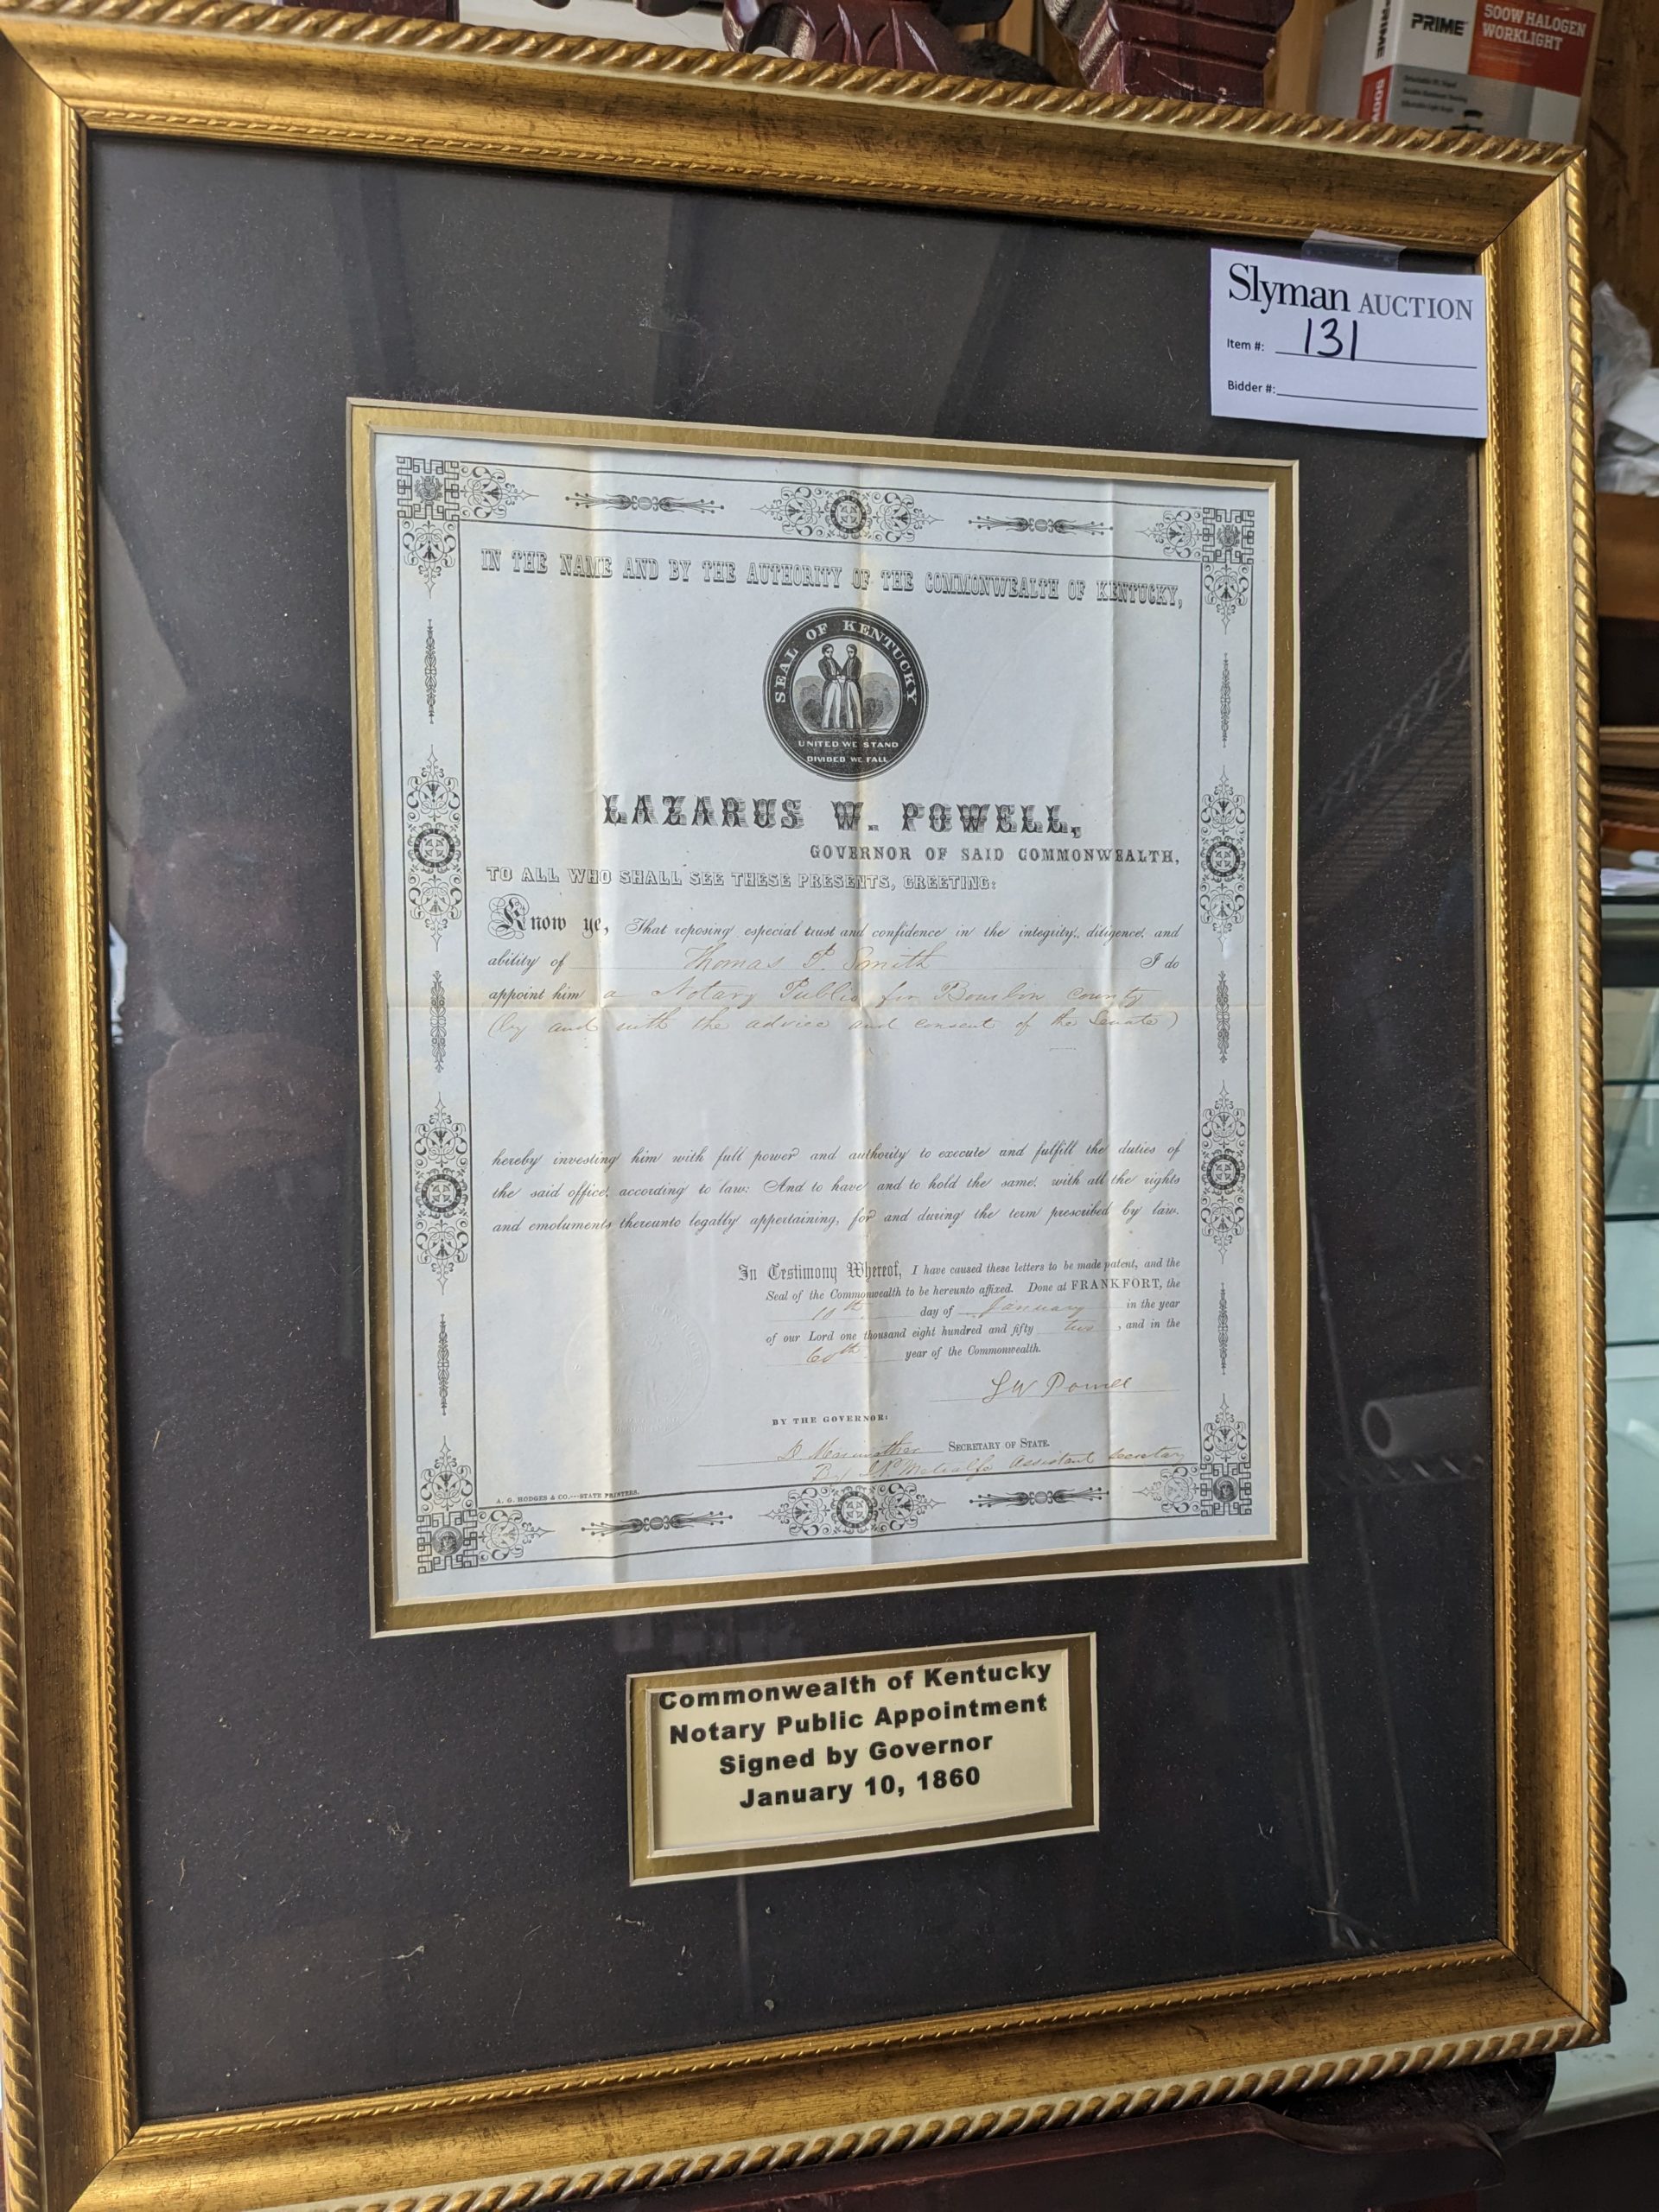 PRIME
500W HALOGEN
WORKLIGHT
PRIME
500W
Slyman AUCTION
Item #: 131
Bidder #:
IN THE NAME AND BY THE AUTHORITY OF THE COMMONWEALTH OF KENTUCKY,
SEAL OF KENTUCKY
UNITED WE STAND
DIVIDED WE FALL
LAZARUS W. POWELL,
GOVERNOR OF SAID COMMONWEALTH,
TO ALL WHO SHALL SEE THESE PRESENTS, GREETING:
Know ye, That reposing especial trust and confidence in the integrity, diligence, and
ability of Thomas P. Smith I do
appoint him a Notary Public for Bourbon County
(by and with the advice and consent of the Senate)
hereby investing him with full power and authority to execute and fulfill the duties of
the said office, according to law: And to have and to hold the same, with all the rights
and emoluments thereunto legally appertaining, for and during the term prescribed by law.
In Testimony Whereof, I have caused these letters to be made patent, and the
Seal of the Commonwealth to be hereunto affixed. Done at FRANKFORT, the
10th day of January in the year
of our Lord one thousand eight hundred and fifty two, and in the
60th year of the Commonwealth.
L W Powell
BY THE GOVERNOR:
D Meriwether SECRETARY OF STATE.
By Metcalfe Assistant Secretary
A. G. HODGES & CO.—STATE PRINTERS.
Commonwealth of Kentucky
Notary Public Appointment
Signed by Governor
January 10, 1860